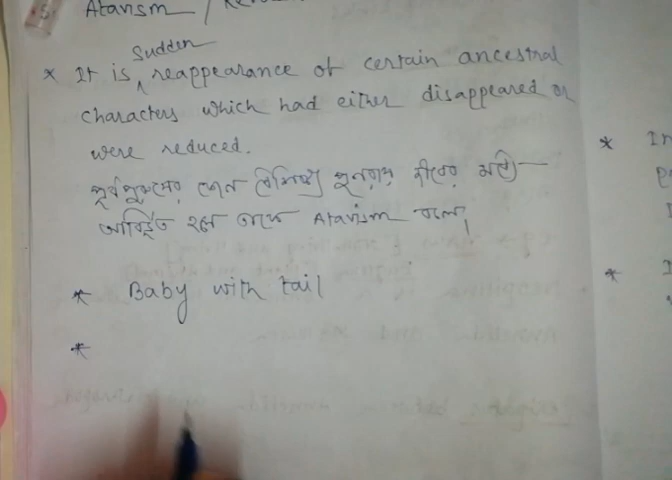 Atavism /
Sudden
* It is ^ reappearance of certain ancestral
characters which had either disappeared or
were reduced.
পূর্বপুরুষের কোন বৈশিষ্ট্য পুনরায় জীবের মধ্যে
আবির্ভূত হলে তাকে Atavism বলে।
* Baby with tail
*
* In
* I